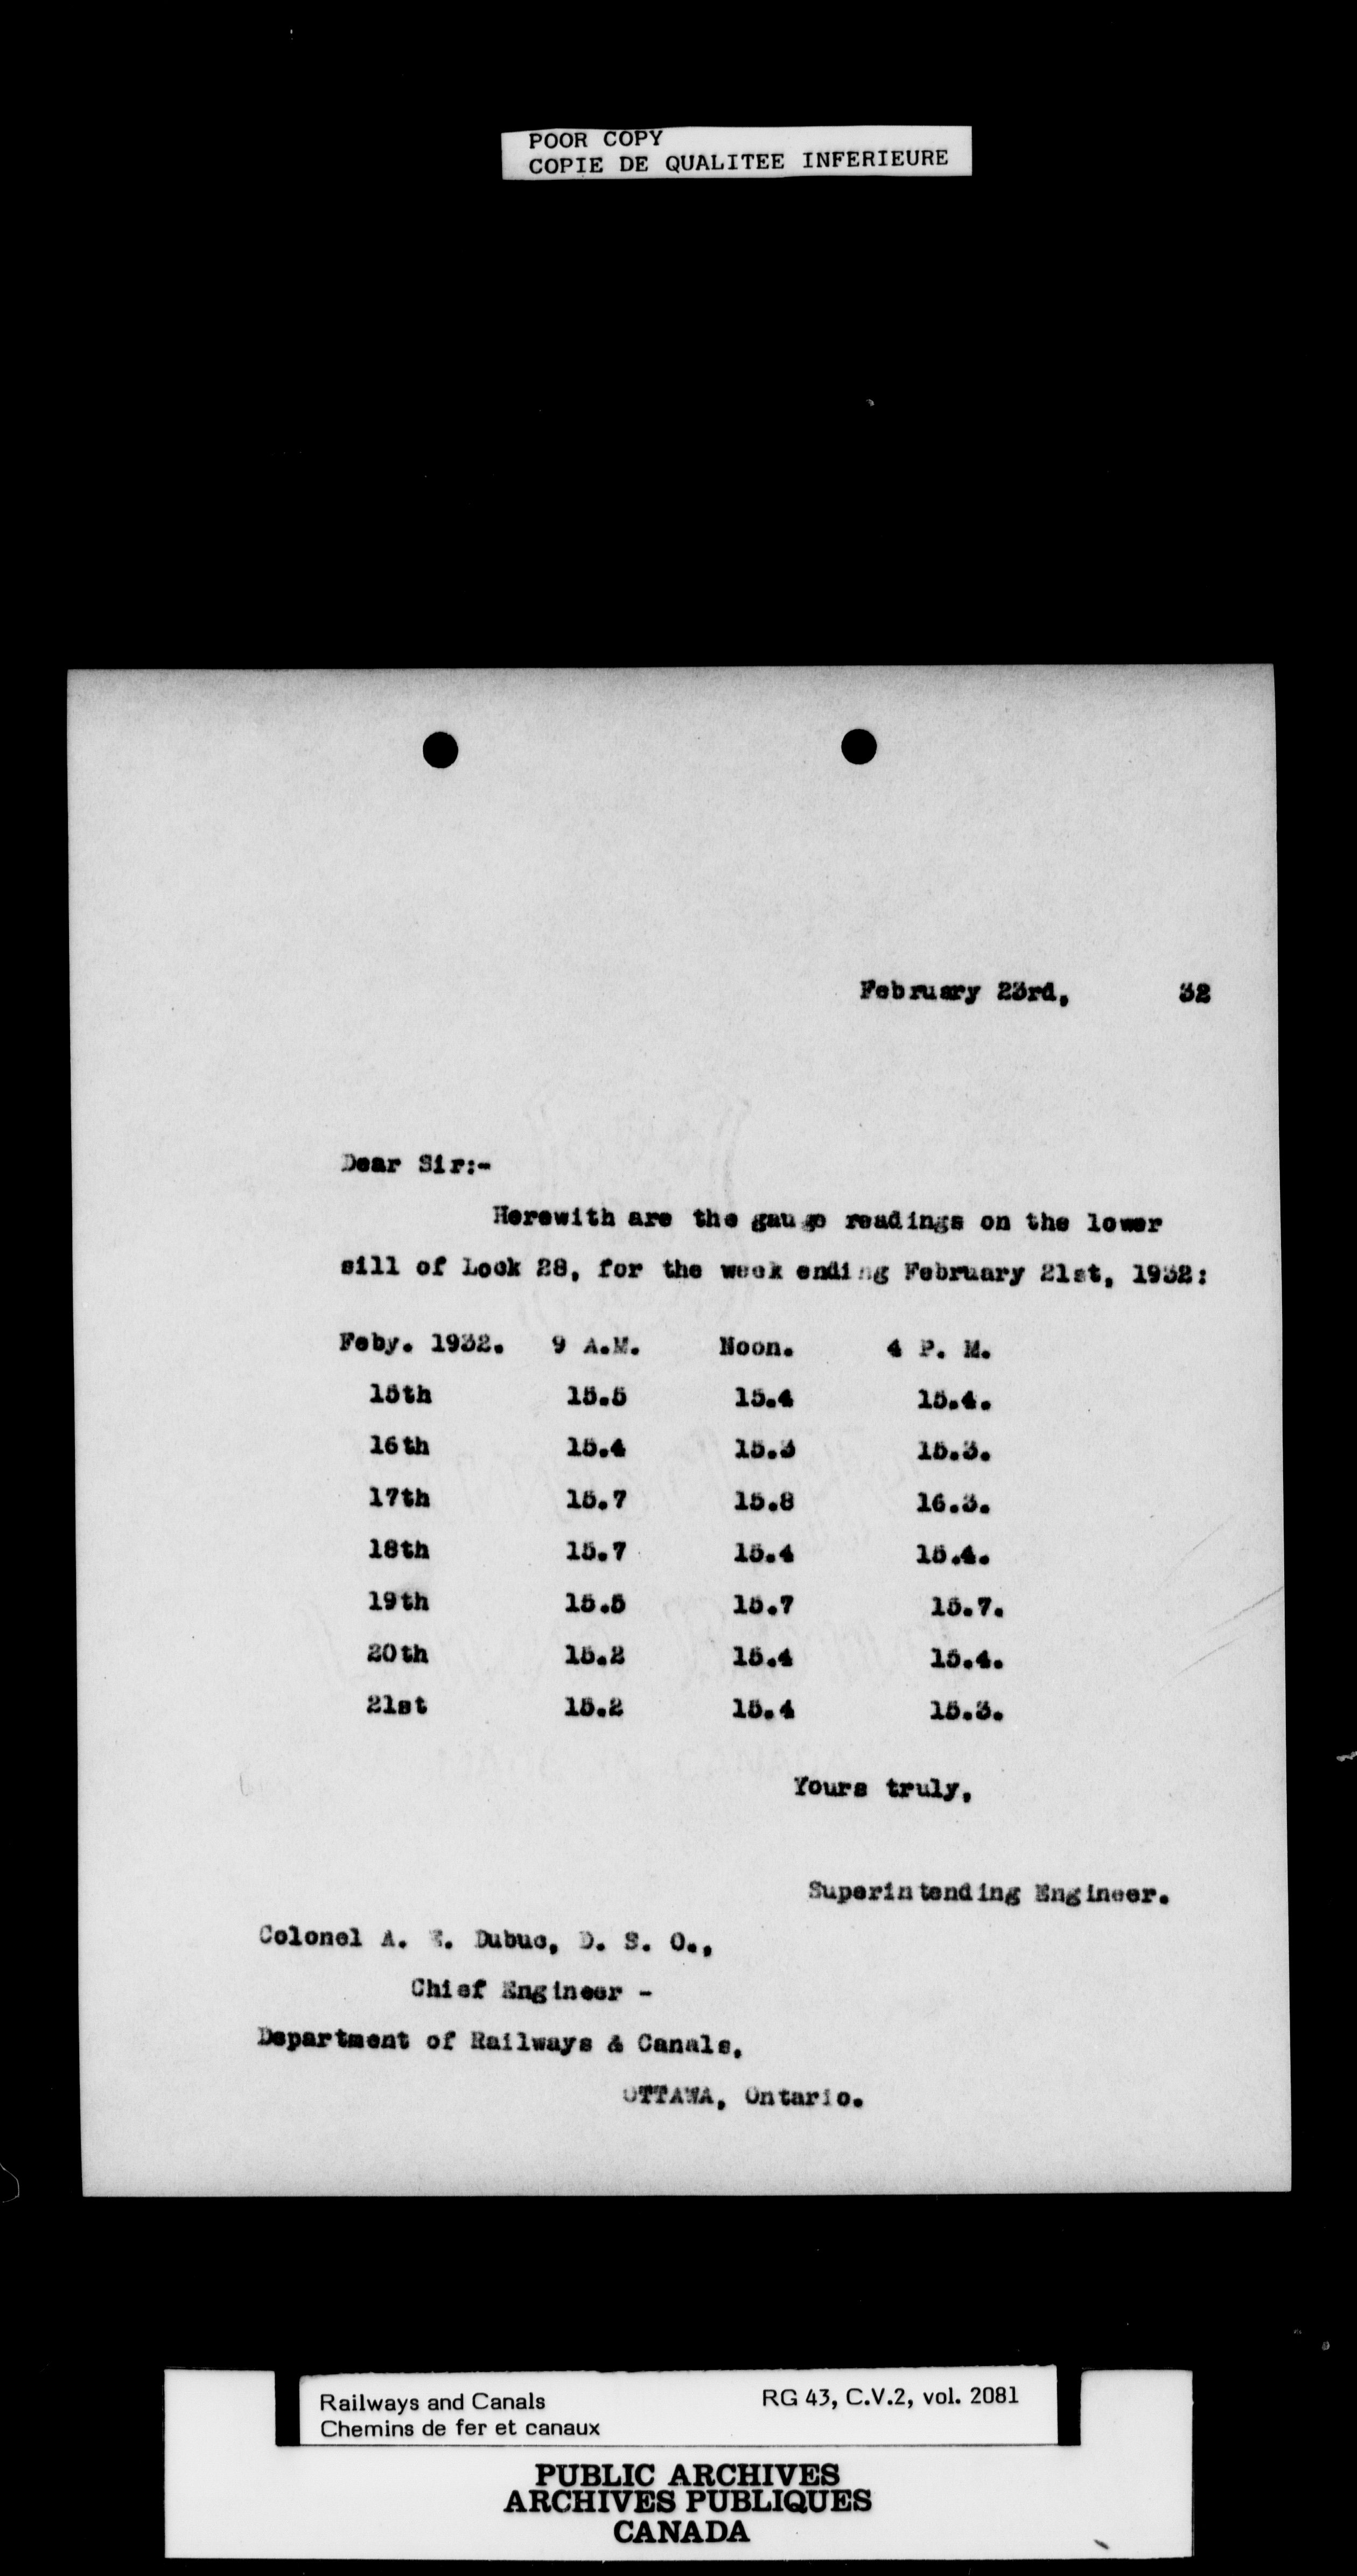 POOR COPY
COPIE DE QUALITEE INFERIEURE
February 23rd, 32
Dear Sir:-
Herewith are the gauge readings on the lower
sill of Lock 28, for the week ending February 21st, 1932:
Feby. 1932. 9 A.M. Noon. 4 P. M.
15th 15.5 15.4 15.4.
16th 15.4 15.3 15.3.
17th 15.7 15.8 16.3.
18th 15.7 15.4 15.4.
19th 15.5 15.7 15.7.
20th 15.2 15.4 15.4.
21st 15.2 15.4 15.3.
Yours truly,
Superintending Engineer.
Colonel A. E. Dubuc, D. S. O.,
Chief Engineer -
Department of Railways & Canals,
OTTAWA, Ontario.
Railways and Canals RG 43, C.V.2, vol. 2081
Chemins de fer et canaux
PUBLIC ARCHIVES
ARCHIVES PUBLIQUES
CANADA